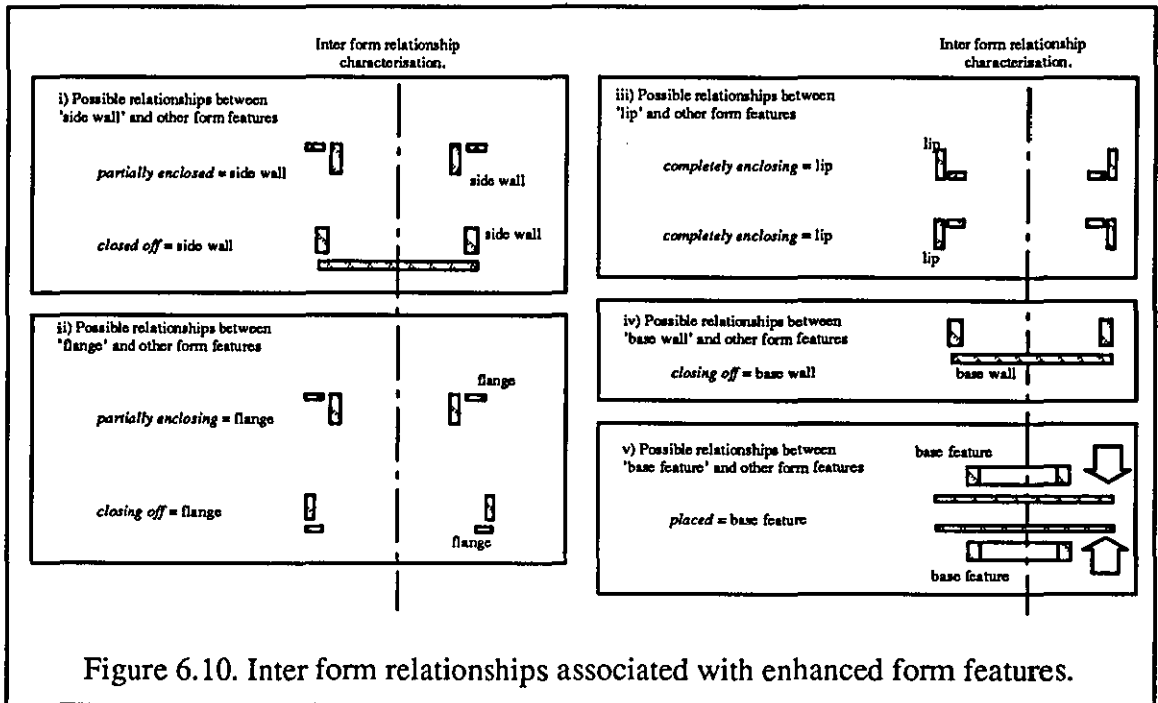 Inter form relationship
characterisation.
i) Possible relationships between
'side wall' and other form features
partially enclosed = side wall
side wall
closed off = side wall
side wall
ii) Possible relationships between
'flange' and other form features
flange
partially enclosing = flange
closing off = flange
flange
Inter form relationship
characterisation.
iii) Possible relationships between
'lip' and other form features
lip
completely enclosing = lip
completely enclosing = lip
lip
iv) Possible relationships between
'base wall' and other form features
closing off = base wall
base wall
v) Possible relationships between
'base feature' and other form features
base feature
placed = base feature
base feature
Figure 6.10. Inter form relationships associated with enhanced form features.